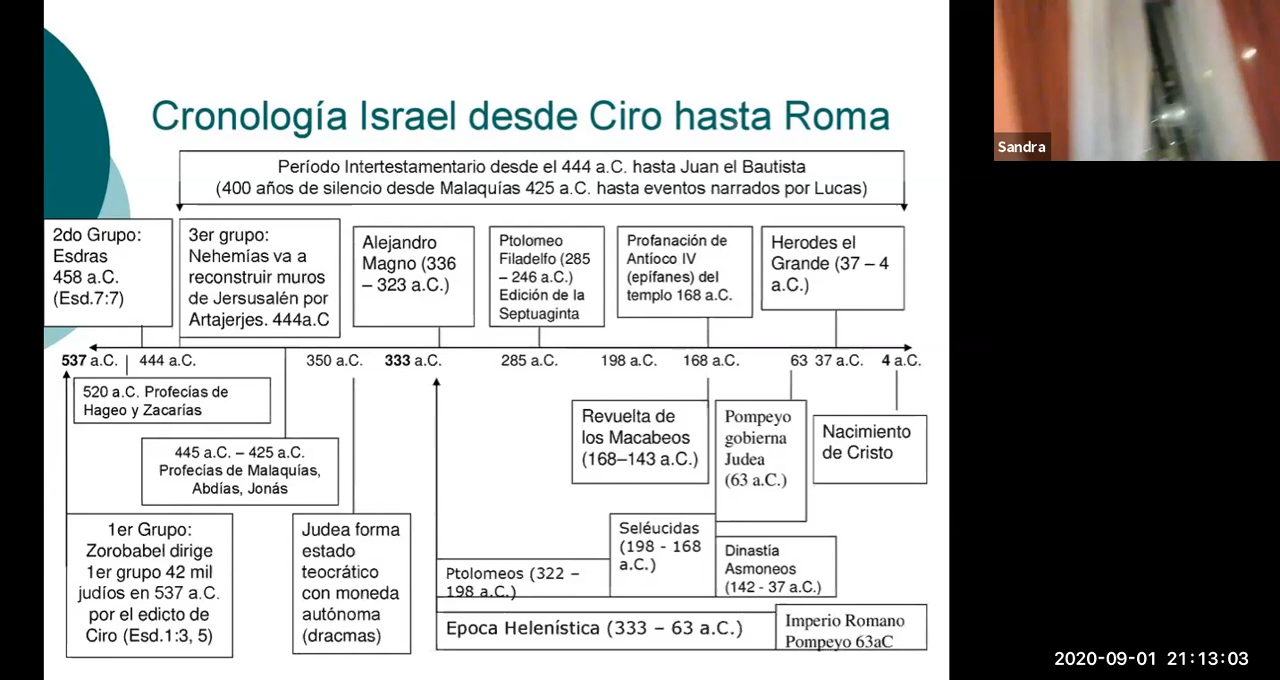 Cronología Israel desde Ciro hasta Roma
Período Intertestamentario desde el 444 a.C. hasta Juan el Bautista
(400 años de silencio desde Malaquías 425 a.C. hasta eventos narrados por Lucas)
2do Grupo:
Esdras
458 a.C.
(Esd.7:7)
3er grupo:
Nehemías va a
reconstruir muros
de Jersusalén por
Artajerjes. 444a.C
Alejandro
Magno (336
– 323 a.C.)
Ptolomeo
Filadelfo (285
– 246 a.C.)
Edición de la
Septuaginta
Profanación de
Antíoco IV
(epífanes) del
templo 168 a.C.
Herodes el
Grande (37 – 4
a.C.)
537 a.C. 444 a.C. 350 a.C. 333 a.C. 285 a.C. 198 a.C. 168 a.C. 63 37 a.C. 4 a.C.
520 a.C. Profecías de
Hageo y Zacarías
445 a.C. – 425 a.C.
Profecías de Malaquías,
Abdías, Jonás
1er Grupo:
Zorobabel dirige
1er grupo 42 mil
judíos en 537 a.C.
por el edicto de
Ciro (Esd.1:3, 5)
Judea forma
estado
teocrático
con moneda
autónoma
(dracmas)
Revuelta de
los Macabeos
(168–143 a.C.)
Pompeyo
gobierna
Judea
(63 a.C.)
Nacimiento
de Cristo
Seléucidas
(198 - 168
a.C.)
Dinastía
Asmoneos
(142 - 37 a.C.)
Ptolomeos (322 –
198 a.C.)
Epoca Helenística (333 – 63 a.C.)
Imperio Romano
Pompeyo 63aC
Sandra
2020-09-01 21:13:03